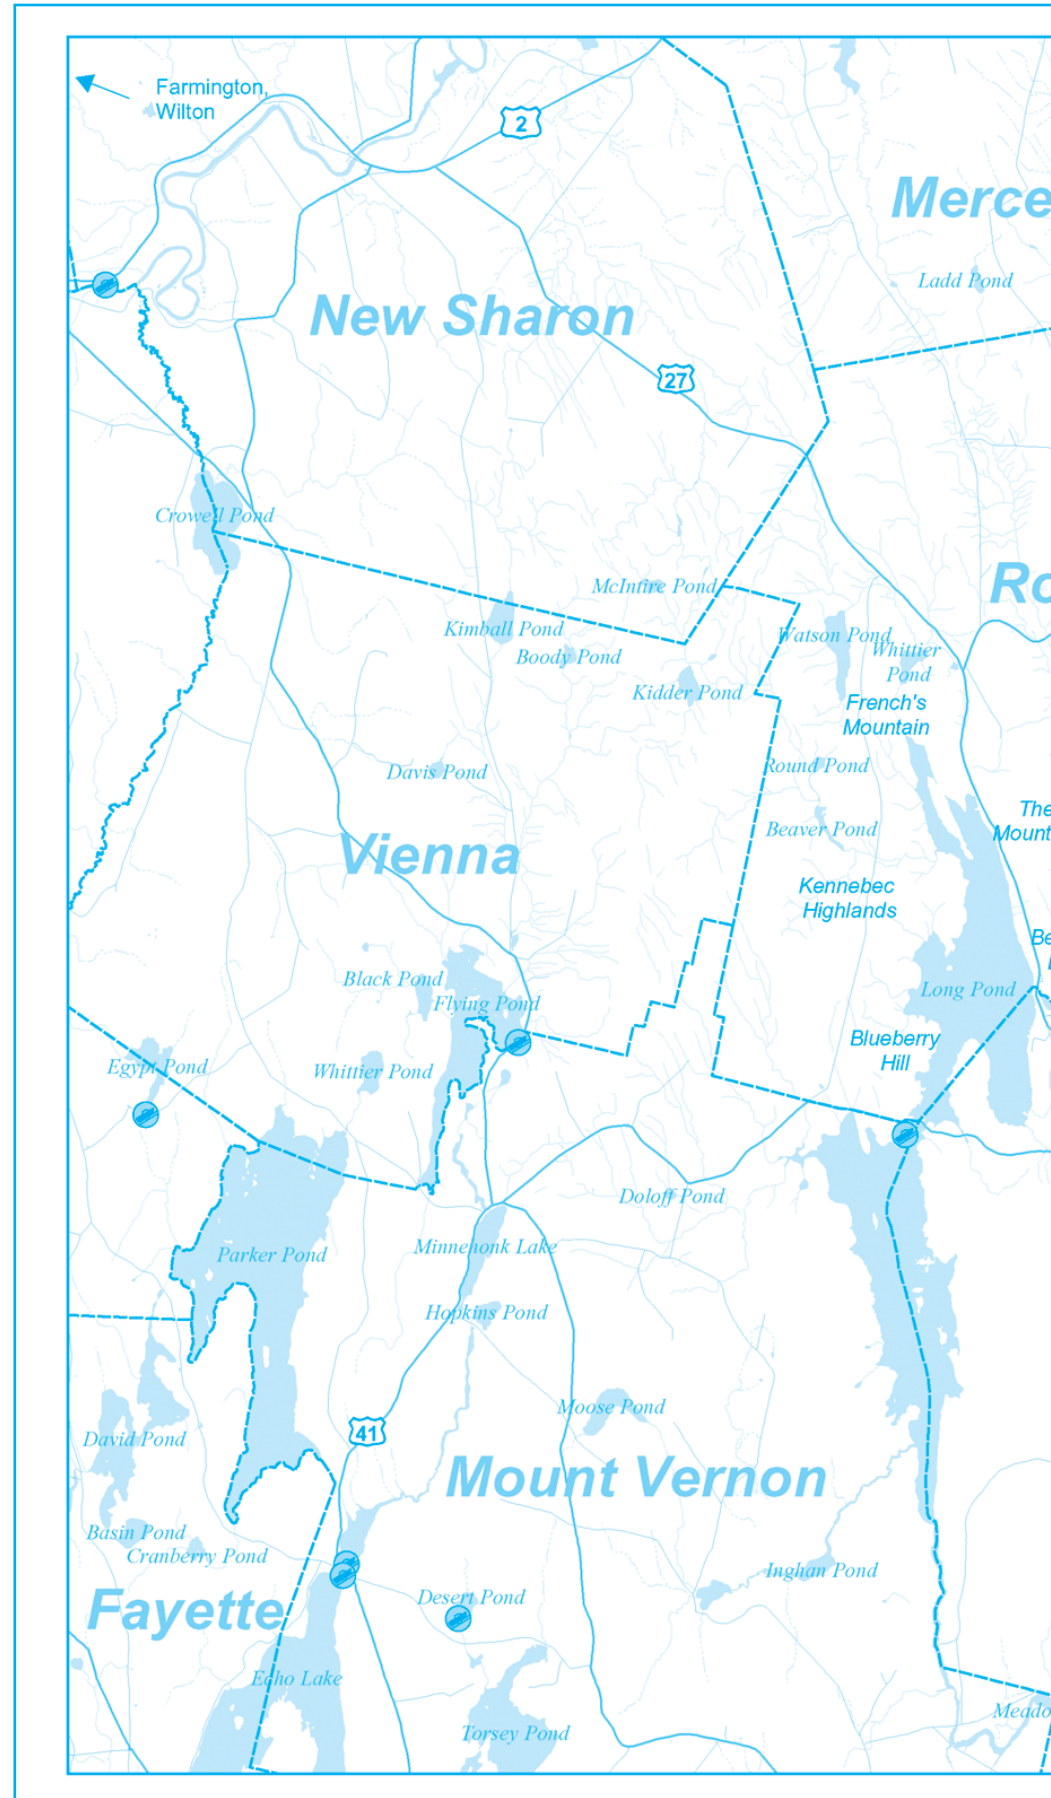 Farmington,
Wilton
2
Merce
Ladd Pond
New Sharon
27
Crowell Pond
Ro
McIntire Pond
Kimball Pond
Watson Pond
Boody Pond
Whittier
Pond
Kidder Pond
French's
Mountain
Davis Pond
Round Pond
The
Mount
Beaver Pond
Vienna
Kennebec
Highlands
Be
Black Pond
Long Pond
Flying Pond
Blueberry
Hill
Egypt Pond
Whittier Pond
Doloff Pond
Minnehonk Lake
Parker Pond
Hopkins Pond
Moose Pond
41
David Pond
Mount Vernon
Basin Pond
Cranberry Pond
Inghan Pond
Desert Pond
Fayette
Echo Lake
Meado
Torsey Pond